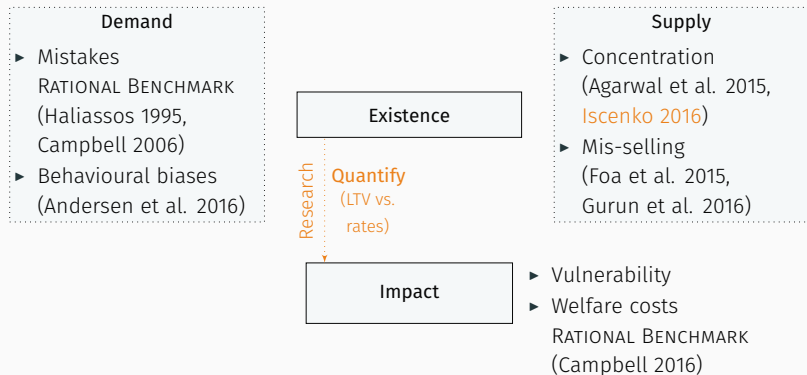 Demand
► Mistakes
RATIONAL BENCHMARK
(Haliassos 1995,
Campbell 2006)
► Behavioural biases
(Andersen et al. 2016)
Existence
Research
Quantify
(LTV vs.
rates)
Impact
Supply
► Concentration
(Agarwal et al. 2015,
Iscenko 2016)
► Mis-selling
(Foa et al. 2015,
Gurun et al. 2016)
► Vulnerability
► Welfare costs
RATIONAL BENCHMARK
(Campbell 2016)